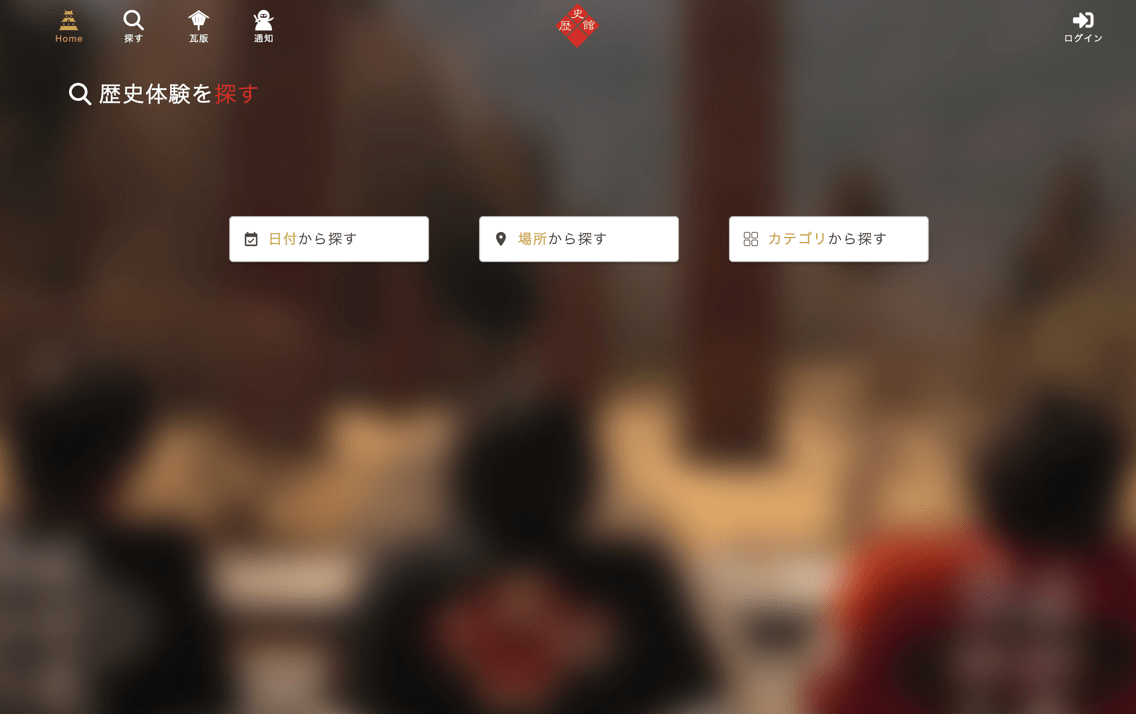 Home
探す
瓦版
通知
史
歴 館
ログイン
歴史体験を探す
日付から探す
場所から探す
カテゴリから探す